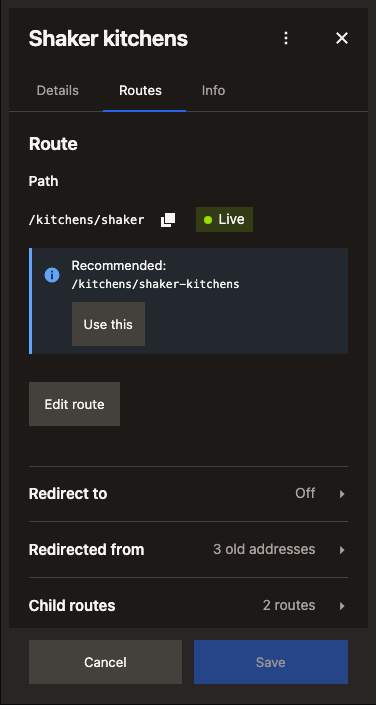 Shaker kitchens
Details
Routes
Info
Route
Path
/kitchens/shaker
Live
Recommended:
/kitchens/shaker-kitchens
Use this
Edit route
Redirect to
Off
Redirected from
3 old addresses
Child routes
2 routes
Cancel
Save